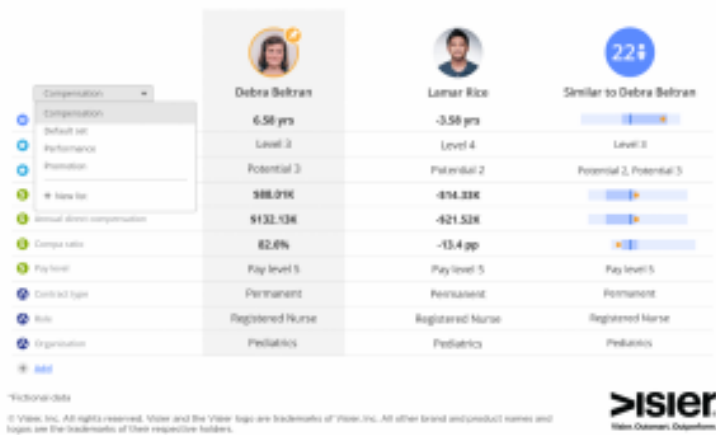 22
Debra Beltran Lamar Rice Similar to Debra Beltran
Compensation
Compensation
6.58 yrs -3.58 yrs
Default set
Level 3 Level 4 Level 3
Performance
Promotion
Potential 3 Potential 2 Potential 2, Potential 3
+ New list
$88.01K -$14.33K
Annual direct compensation $132.13K -$21.52K
Compa ratio 82.0% -13.4 pp
Pay level Pay level 5 Pay level 5 Pay level 5
Contract type Permanent Permanent Permanent
Role Registered Nurse Registered Nurse Registered Nurse
Organisation Pediatrics Pediatrics Pediatrics
+ Add
*Fictional data
© Visier, Inc. All rights reserved. Visier and the Visier logo are trademarks of Visier, Inc. All other brand and product names and
logos are the trademarks of their respective holders.
>ISIER.
Visier. Outsmart. Outperform.